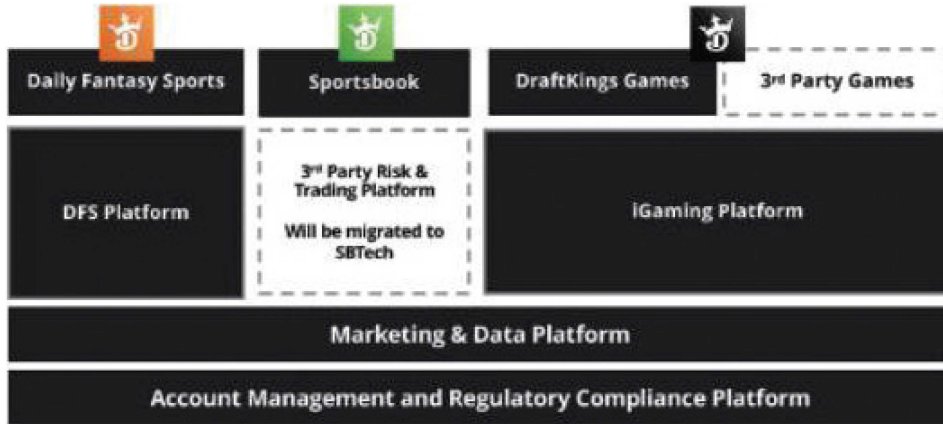 Daily Fantasy Sports
Sportsbook
DraftKings Games
3rd Party Games
DFS Platform
3rd Party Risk &
Trading Platform
Will be migrated to
SBTech
iGaming Platform
Marketing & Data Platform
Account Management and Regulatory Compliance Platform